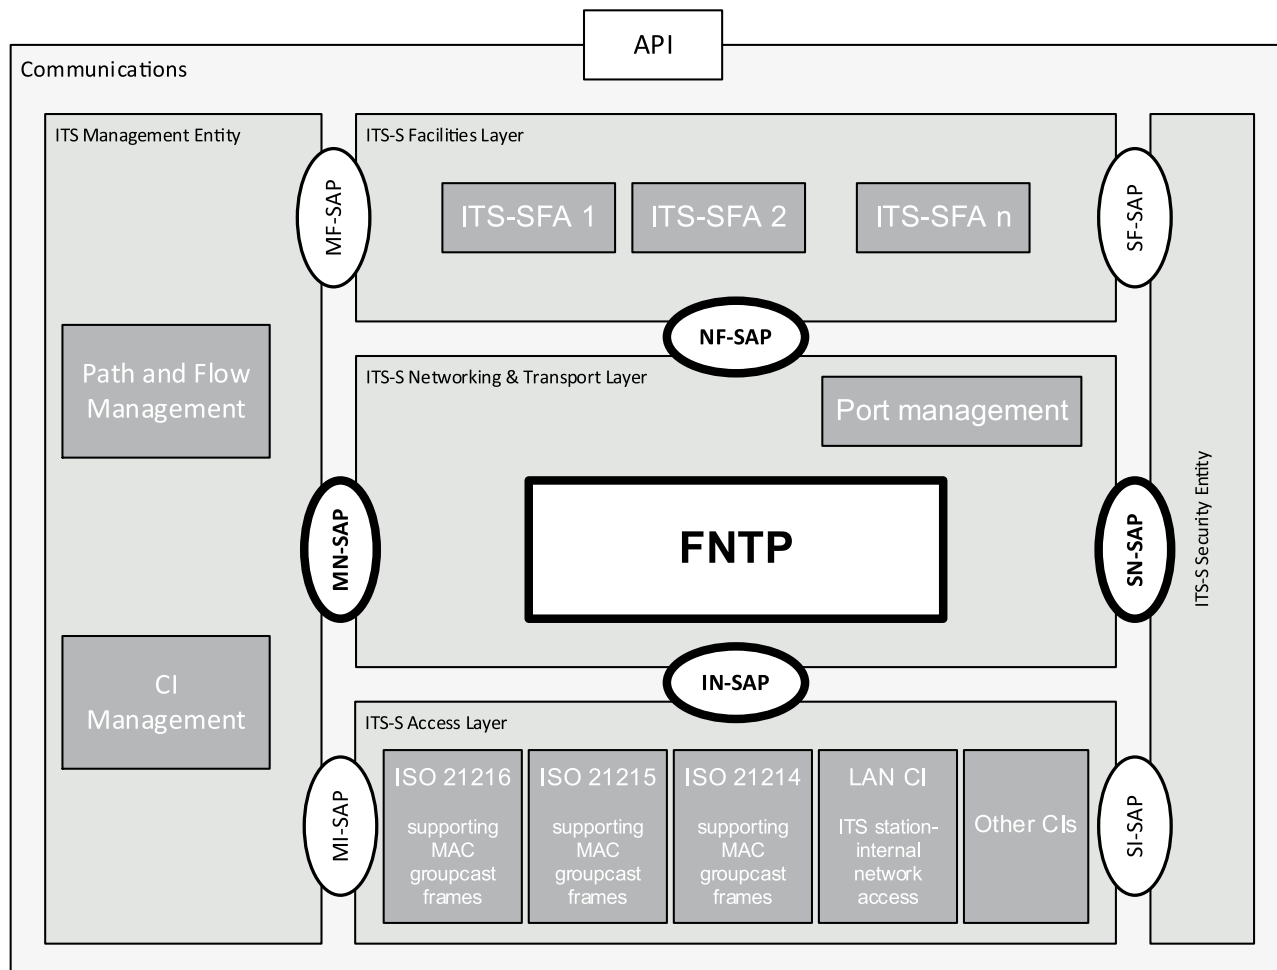 API
Communications
ITS Management Entity
ITS-S Facilities Layer
MF-SAP
ITS-SFA 1
ITS-SFA 2
ITS-SFA n
SF-SAP
NF-SAP
Path and Flow
Management
ITS-S Networking & Transport Layer
Port management
MN-SAP
FNTP
SN-SAP
ITS-S Security Entity
IN-SAP
CI
Management
ITS-S Access Layer
MI-SAP
ISO 21216
supporting
MAC
groupcast
frames
ISO 21215
supporting
MAC
groupcast
frames
ISO 21214
supporting
MAC
groupcast
frames
LAN CI
ITS station-
internal
network
access
Other CIs
SI-SAP